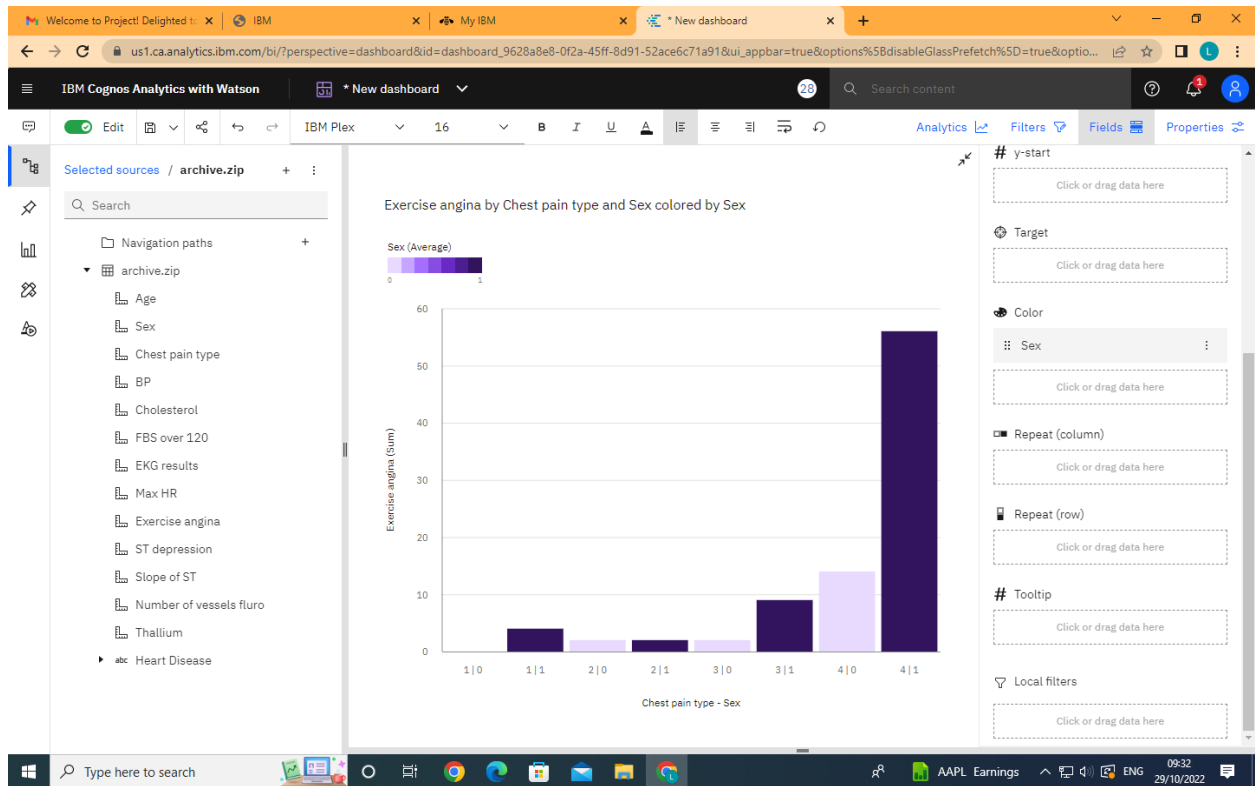 Welcome to Project! Delighted to
IBM
My IBM
* New dashboard
us1.ca.analytics.ibm.com/bi/?perspective=dashboard&id=dashboard_9628a8e8-0f2a-45ff-8d91-52ace6c71a91&ui_appbar=true&options%5BdisableGlassPrefetch%5D=true&optio...
L
IBM Cognos Analytics with Watson
* New dashboard
28
Search content
1
Edit
IBM Plex
16
B I U A
Analytics
Filters
Fields
Properties
Selected sources / archive.zip
Search
Navigation paths
archive.zip
Age
Sex
Chest pain type
BP
Cholesterol
FBS over 120
EKG results
Max HR
Exercise angina
ST depression
Slope of ST
Number of vessels fluro
Thallium
abc Heart Disease
Exercise angina by Chest pain type and Sex colored by Sex
Sex (Average)
0 1
60
50
40
30
20
10
0
Exercise angina (Sum)
1|0 1|1 2|0 2|1 3|0 3|1 4|0 4|1
Chest pain type - Sex
# y-start
Click or drag data here
Target
Click or drag data here
Color
Sex
Click or drag data here
Repeat (column)
Click or drag data here
Repeat (row)
Click or drag data here
# Tooltip
Click or drag data here
Local filters
Click or drag data here
Type here to search
AAPL Earnings
ENG
09:32
29/10/2022